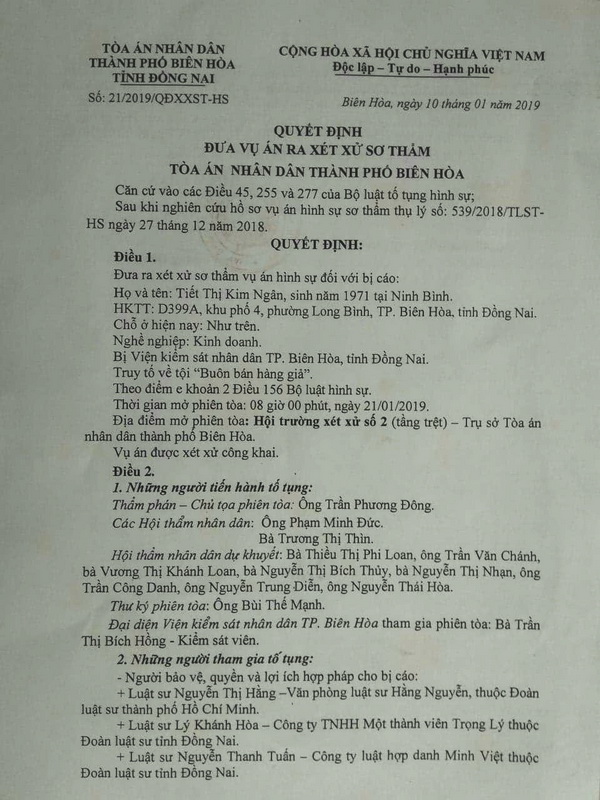 TÒA ÁN NHÂN DÂN
THÀNH PHỐ BIÊN HÒA
TỈNH ĐỒNG NAI
Số: 21/2019/QĐXXST-HS
CỘNG HÒA XÃ HỘI CHỦ NGHĨA VIỆT NAM
Độc lập – Tự do – Hạnh phúc
Biên Hòa, ngày 10 tháng 01 năm 2019
QUYẾT ĐỊNH
ĐƯA VỤ ÁN RA XÉT XỬ SƠ THẨM
TÒA ÁN NHÂN DÂN THÀNH PHỐ BIÊN HÒA
Căn cứ vào các Điều 45, 255 và 277 của Bộ luật tố tụng hình sự;
Sau khi nghiên cứu hồ sơ vụ án hình sự sơ thẩm thụ lý số: 539/2018/TLST-
HS ngày 27 tháng 12 năm 2018.
QUYẾT ĐỊNH:
Điều 1.
Đưa ra xét xử sơ thẩm vụ án hình sự đối với bị cáo:
Họ và tên: Tiết Thị Kim Ngân, sinh năm 1971 tại Ninh Bình.
HKTT: D399A, khu phố 4, phường Long Bình, TP. Biên Hòa, tỉnh Đồng Nai.
Chỗ ở hiện nay: Như trên.
Nghề nghiệp: Kinh doanh.
Bị Viện kiểm sát nhân dân TP. Biên Hòa, tỉnh Đồng Nai.
Truy tố về tội “Buôn bán hàng giả”.
Theo điểm e khoản 2 Điều 156 Bộ luật hình sự.
Thời gian mở phiên tòa: 08 giờ 00 phút, ngày 21/01/2019.
Địa điểm mở phiên tòa: Hội trường xét xử số 2 (tầng trệt) – Trụ sở Tòa án
nhân dân thành phố Biên Hòa.
Vụ án được xét xử công khai.
Điều 2.
1. Những người tiến hành tố tụng:
Thẩm phán – Chủ tọa phiên tòa: Ông Trần Phương Đông.
Các Hội thẩm nhân dân: Ông Phạm Minh Đức.
Bà Trương Thị Thìn.
Hội thẩm nhân dân dự khuyết: Bà Thiều Thị Phi Loan, ông Trần Văn Chánh,
bà Vương Thị Khánh Loan, bà Nguyễn Thị Bích Thủy, bà Nguyễn Thị Nhạn, ông
Trần Công Danh, ông Nguyễn Trung Diễn, ông Nguyễn Thái Hòa.
Thư ký phiên tòa: Ông Bùi Thế Mạnh.
Đại diện Viện kiểm sát nhân dân TP. Biên Hòa tham gia phiên tòa: Bà Trần
Thị Bích Hồng - Kiểm sát viên.
2. Những người tham gia tố tụng:
- Người bảo vệ, quyền và lợi ích hợp pháp cho bị cáo:
+ Luật sư Nguyễn Thị Hằng –Văn phòng luật sư Hằng Nguyễn, thuộc Đoàn
luật sư thành phố Hồ Chí Minh.
+ Luật sư Lý Khánh Hòa – Công ty TNHH Một thành viên Trọng Lý thuộc
Đoàn luật sư tỉnh Đồng Nai.
+ Luật sư Nguyễn Thanh Tuấn – Công ty luật hợp danh Minh Việt thuộc
Đoàn luật sư tỉnh Đồng Nai.